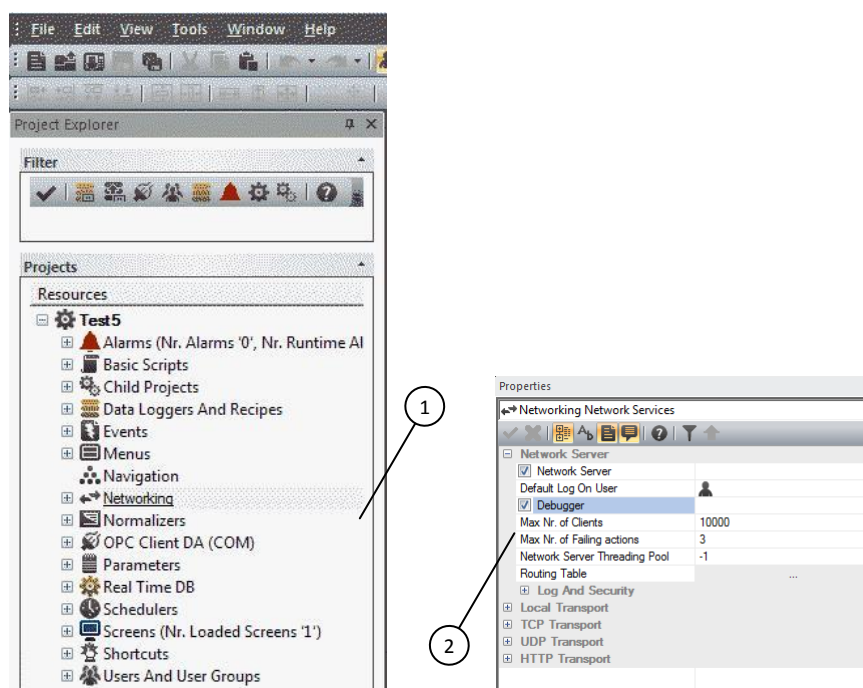 File Edit View Tools Window Help
Project Explorer
Filter
Projects
Resources
Test5
Alarms (Nr. Alarms '0', Nr. Runtime Al
Basic Scripts
Child Projects
Data Loggers And Recipes
Events
Menus
Navigation
Networking
Normalizers
OPC Client DA (COM)
Parameters
Real Time DB
Schedulers
Screens (Nr. Loaded Screens '1')
Shortcuts
Users And User Groups
1
Properties
Networking Network Services
Network Server
Network Server
Default Log On User
Debugger
Max Nr. of Clients 10000
Max Nr. of Failing actions 3
Network Server Threading Pool -1
Routing Table ...
Log And Security
Local Transport
TCP Transport
UDP Transport
HTTP Transport
2